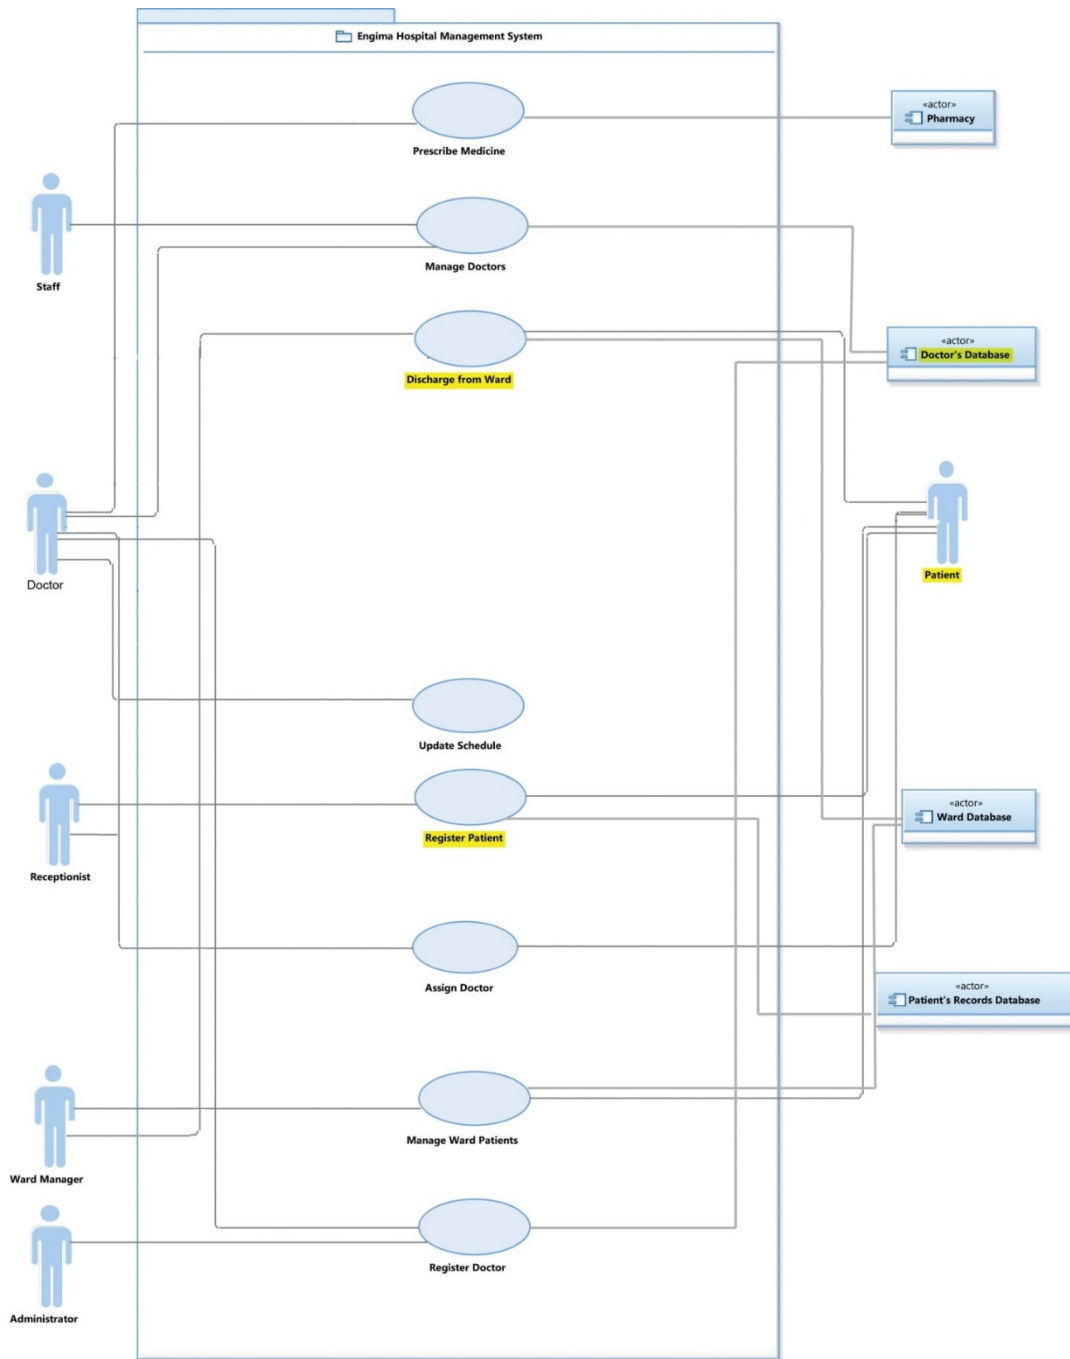 Engima Hospital Management System
«actor»
Pharmacy
Prescribe Medicine
Manage Doctors
Staff
«actor»
Doctor's Database
Discharge from Ward
Patient
Doctor
Update Schedule
«actor»
Ward Database
Register Patient
Receptionist
Assign Doctor
«actor»
Patient's Records Database
Manage Ward Patients
Ward Manager
Register Doctor
Administrator